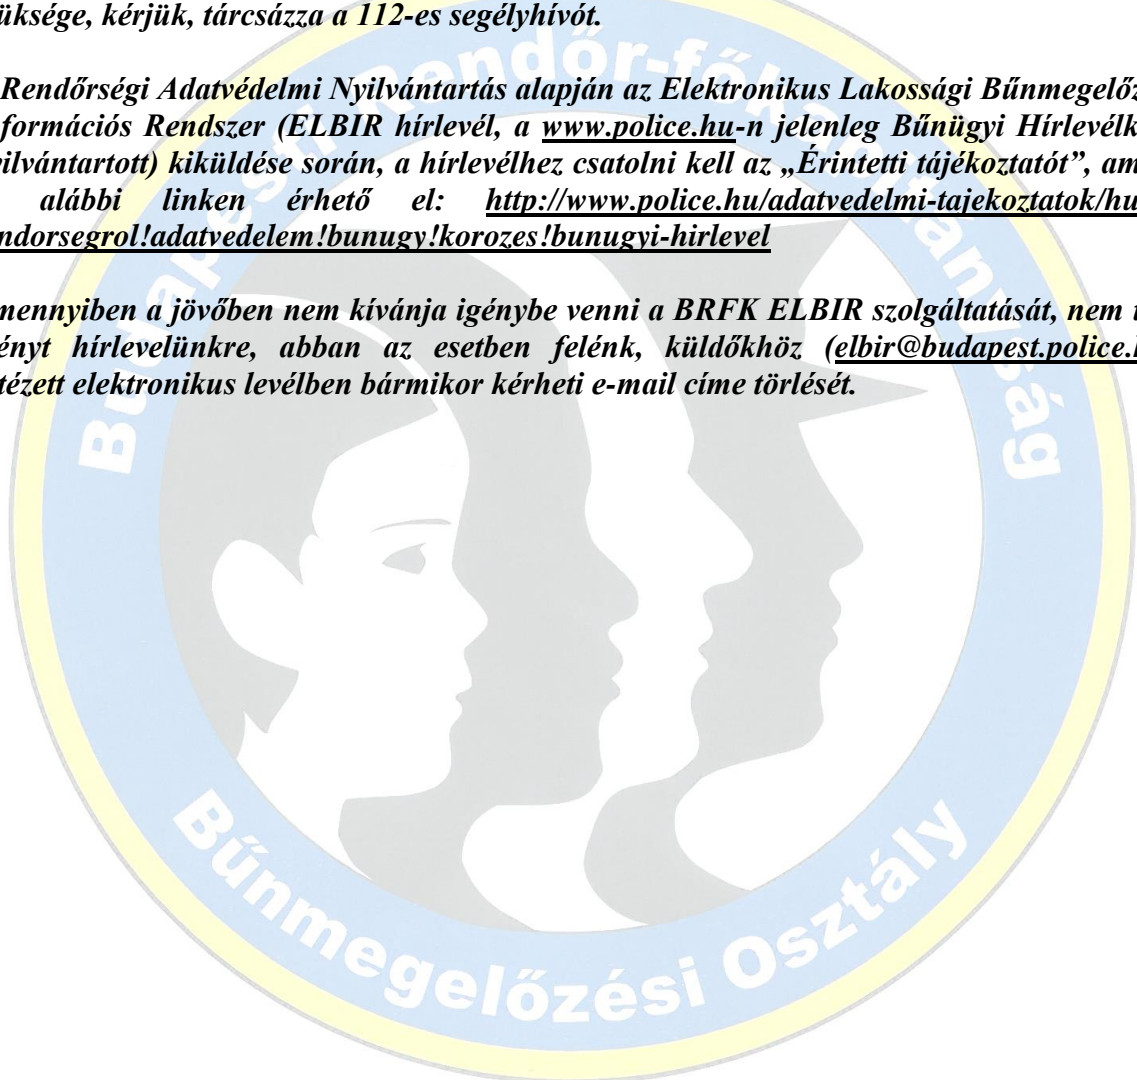 üksége, kérjük, tárcsázza a 112-es segélyhívót.
Rendőrségi Adatvédelmi Nyilvántartás alapján az Elektronikus Lakossági Bűnmegelőz
formációs Rendszer (ELBIR hírlevél, a www.police.hu-n jelenleg Bűnügyi Hírlevélk
ilvántartott) kiküldése során, a hírlevélhez csatolni kell az „Érintetti tájékoztatót”, am
alábbi linken érhető el: http://www.police.hu/adatvedelmi-tajekoztatok/hu
ndorsegrol!adatvedelem!bunugy!korozes!bunugyi-hirlevel
mennyiben a jövőben nem kívánja igénybe venni a BRFK ELBIR szolgáltatását, nem t
ényt hírlevelünkre, abban az esetben felénk, küldőkhöz (elbir@budapest.police.h
tézett elektronikus levélben bármikor kérheti e-mail címe törlését.
Budapesti Rendőr-főkapitányság
Bűnmegelőzési Osztály